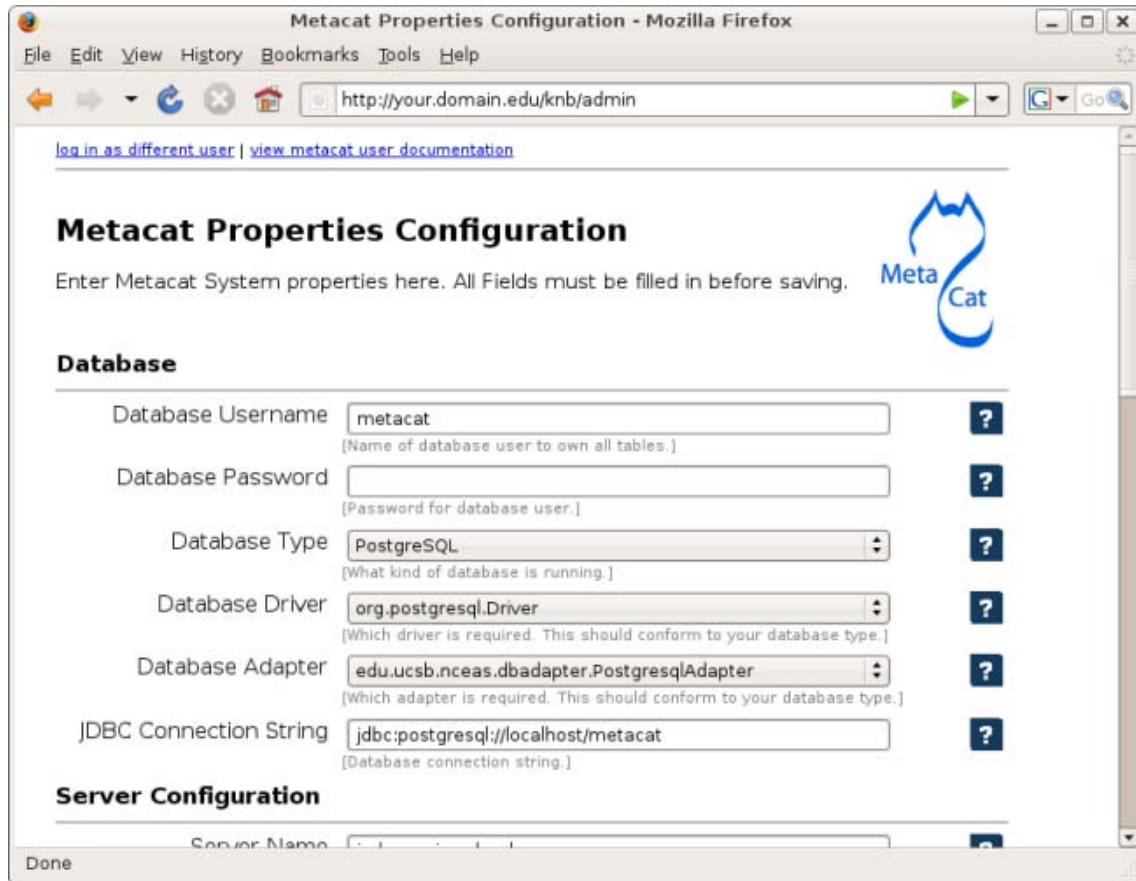 Metacat Properties Configuration - Mozilla Firefox
File Edit View History Bookmarks Tools Help
http://your.domain.edu/knb/admin
G Go
log in as different user | view metacat user documentation
Metacat Properties Configuration
Enter Metacat System properties here. All Fields must be filled in before saving.
Meta Cat
Database
Database Username metacat ?
[Name of database user to own all tables.]
Database Password ?
[Password for database user.]
Database Type PostgreSQL ?
[What kind of database is running.]
Database Driver org.postgresql.Driver ?
[Which driver is required. This should conform to your database type.]
Database Adapter edu.ucsb.nceas.dbadapter.PostgresqlAdapter ?
[Which adapter is required. This should conform to your database type.]
JDBC Connection String jdbc:postgresql://localhost/metacat ?
[Database connection string.]
Server Configuration
Server Name
Done